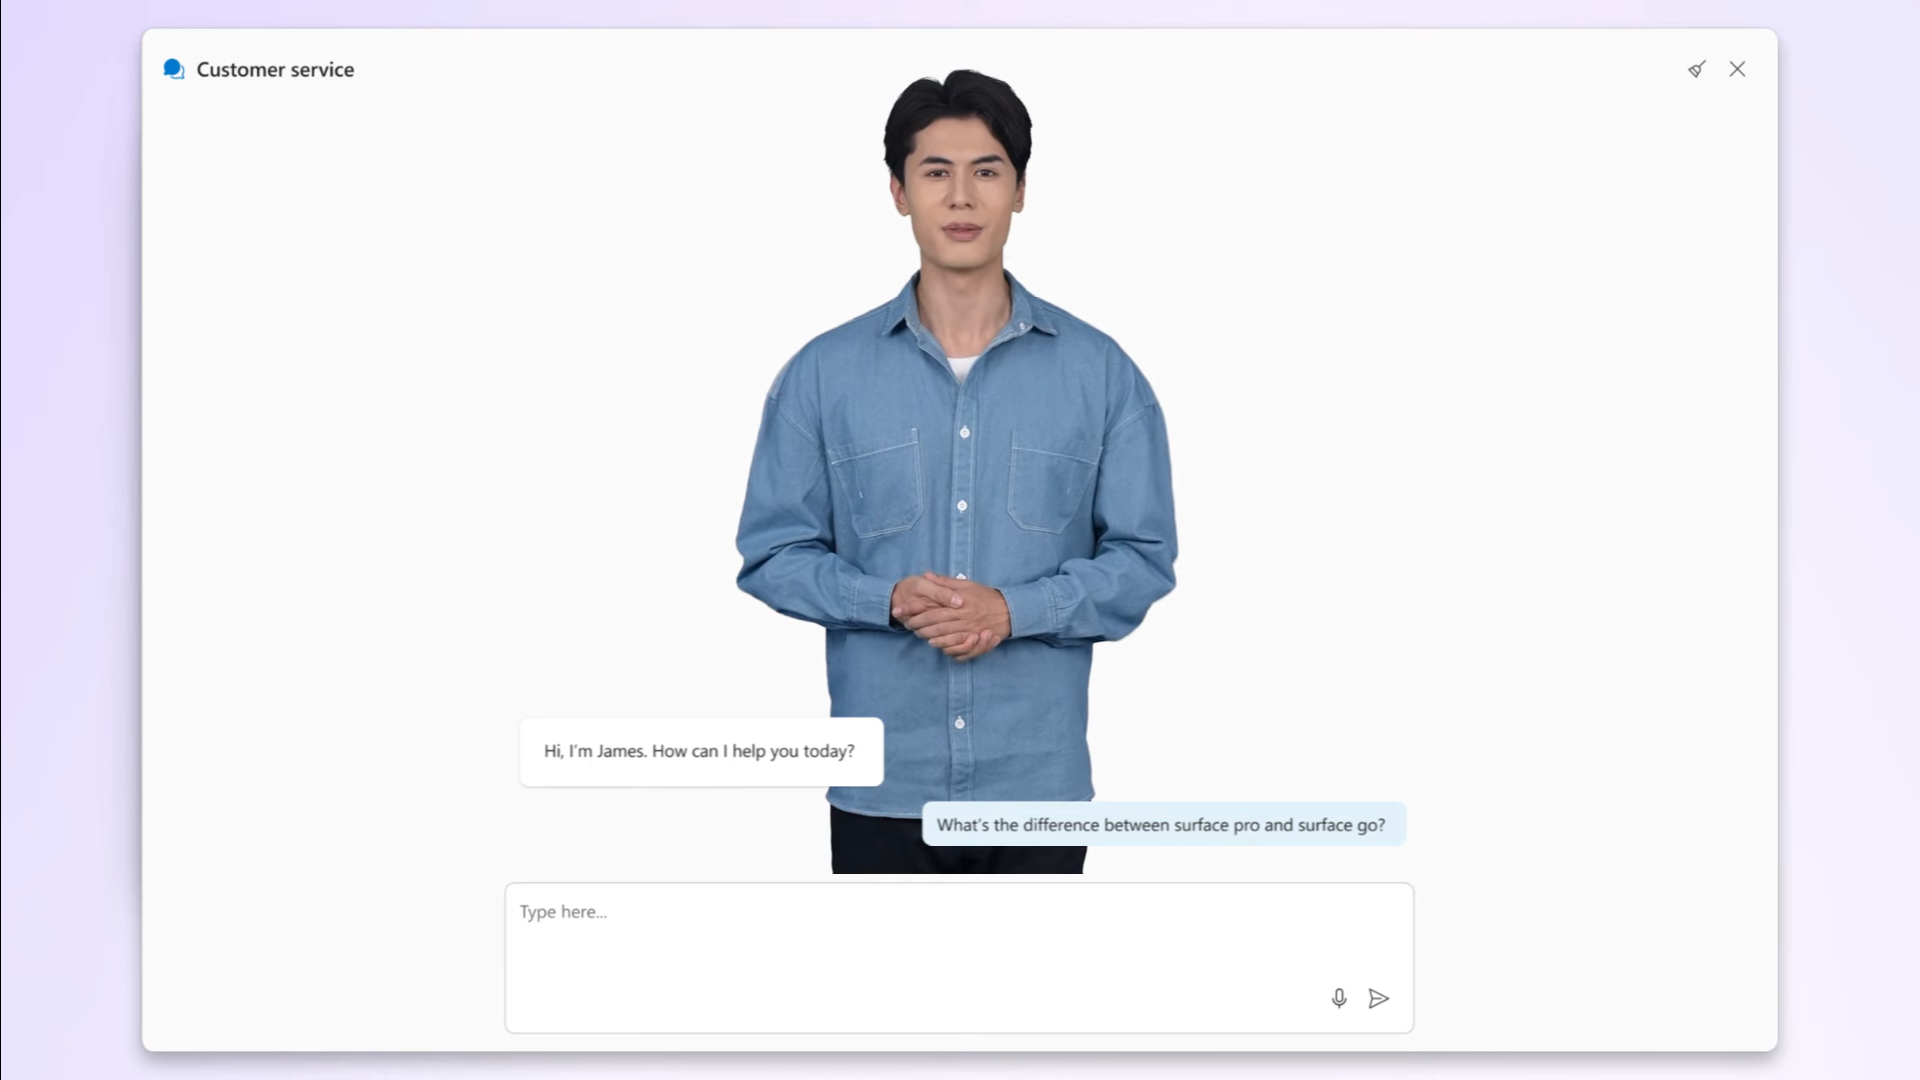 Customer service
Hi, I'm James. How can I help you today?
What's the difference between surface pro and surface go?
Type here...